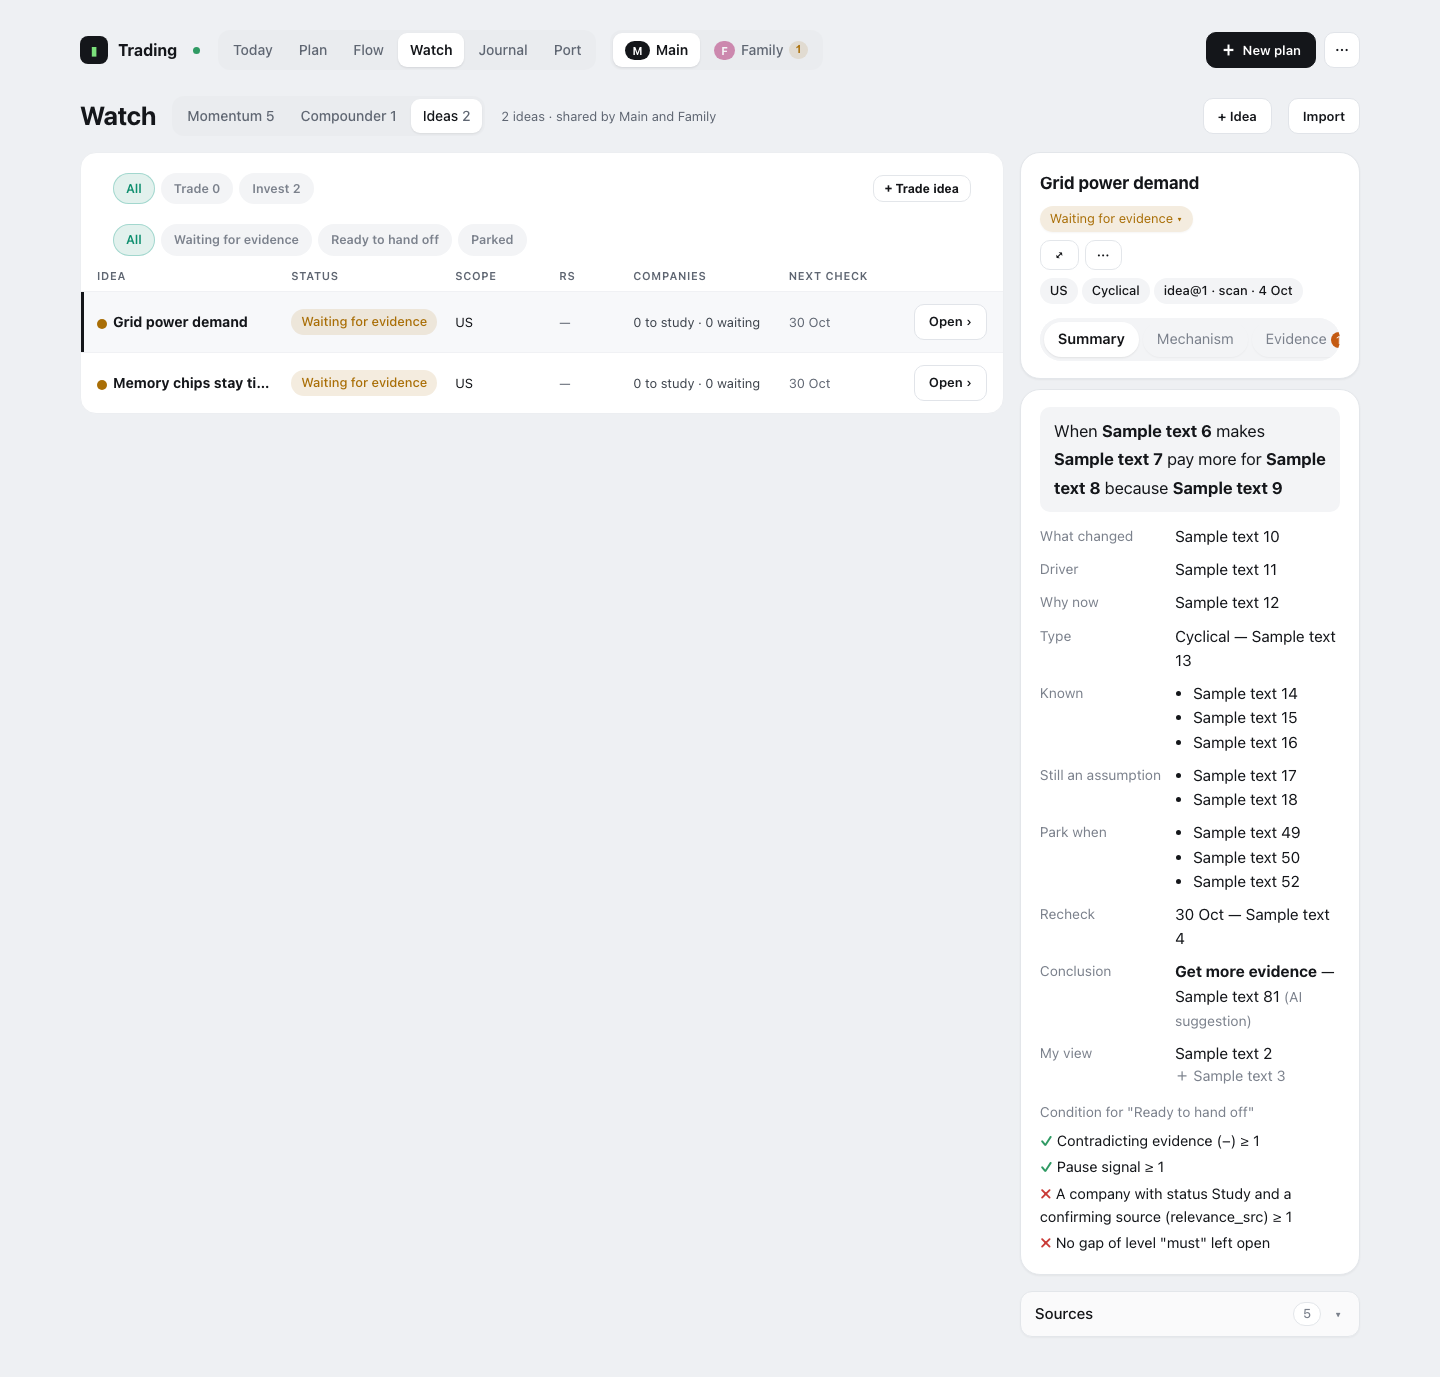 Trading Today Plan Flow Watch Journal Port M Main F Family 1 + New plan ···
Watch Momentum 5 Compounder 1 Ideas 2 2 ideas · shared by Main and Family + Idea Import
All Trade 0 Invest 2 + Trade idea
All Waiting for evidence Ready to hand off Parked
IDEA STATUS SCOPE RS COMPANIES NEXT CHECK
Grid power demand Waiting for evidence US — 0 to study · 0 waiting 30 Oct Open ›
Memory chips stay ti... Waiting for evidence US — 0 to study · 0 waiting 30 Oct Open ›
Grid power demand
Waiting for evidence ▾
⤢ ···
US Cyclical idea@1 · scan · 4 Oct
Summary Mechanism Evidence
When Sample text 6 makes
Sample text 7 pay more for Sample
text 8 because Sample text 9
What changed Sample text 10
Driver Sample text 11
Why now Sample text 12
Type Cyclical — Sample text
13
Known • Sample text 14
• Sample text 15
• Sample text 16
Still an assumption • Sample text 17
• Sample text 18
Park when • Sample text 49
• Sample text 50
• Sample text 52
Recheck 30 Oct — Sample text
4
Conclusion Get more evidence —
Sample text 81 (AI
suggestion)
My view Sample text 2
+ Sample text 3
Condition for "Ready to hand off"
✓ Contradicting evidence (−) ≥ 1
✓ Pause signal ≥ 1
✕ A company with status Study and a
confirming source (relevance_src) ≥ 1
✕ No gap of level "must" left open
Sources 5 ▾